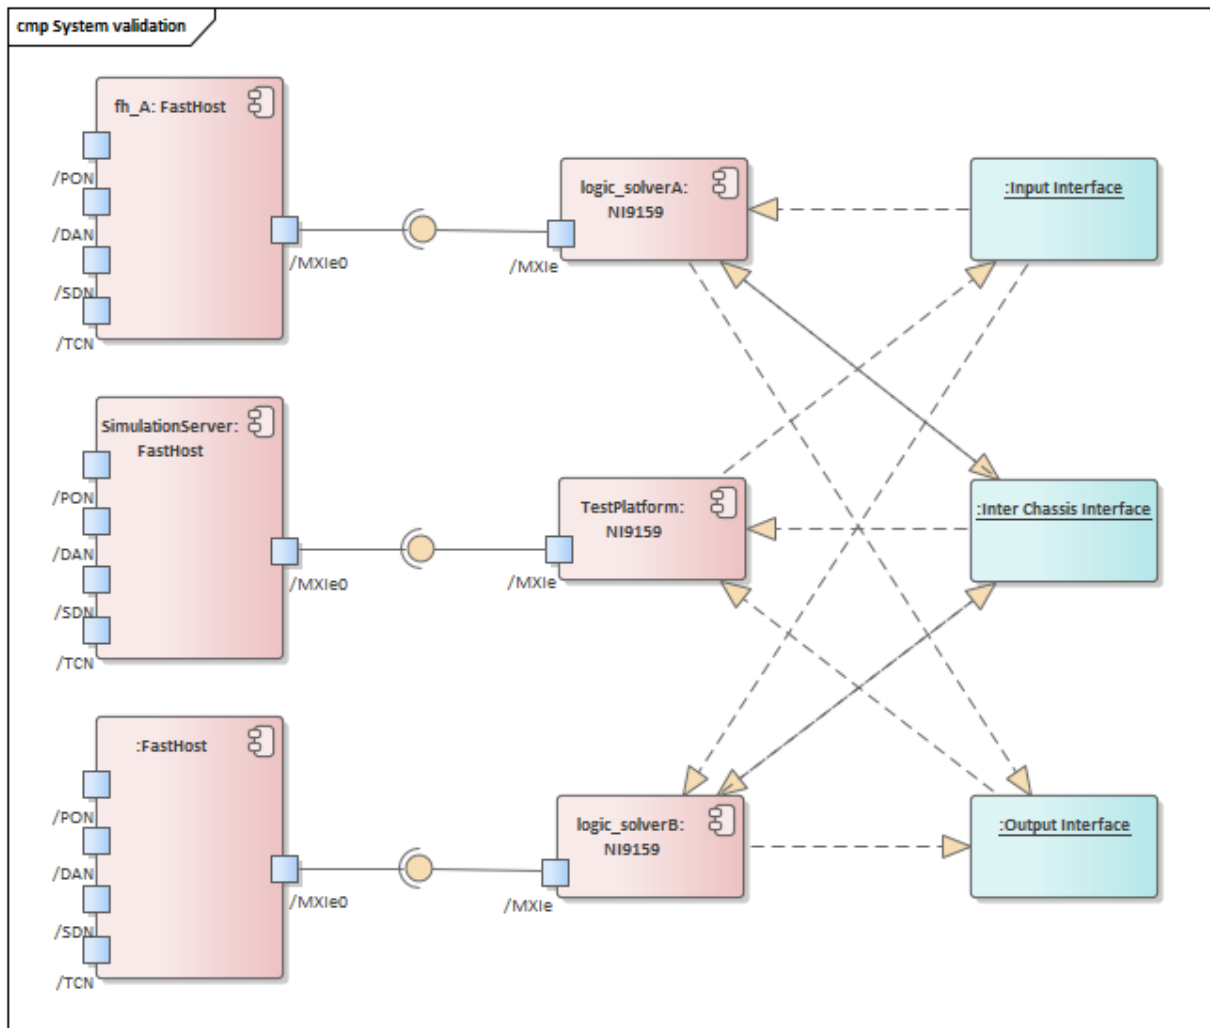 cmp System validation
fh_A: FastHost
/PON
/DAN
/SDN
/TCN
/MXIe0
/MXIe
logic_solverA:
NI9159
:Input Interface
SimulationServer:
FastHost
/PON
/DAN
/SDN
/TCN
/MXIe0
/MXIe
TestPlatform:
NI9159
:Inter Chassis Interface
:FastHost
/PON
/DAN
/SDN
/TCN
/MXIe0
/MXIe
logic_solverB:
NI9159
:Output Interface